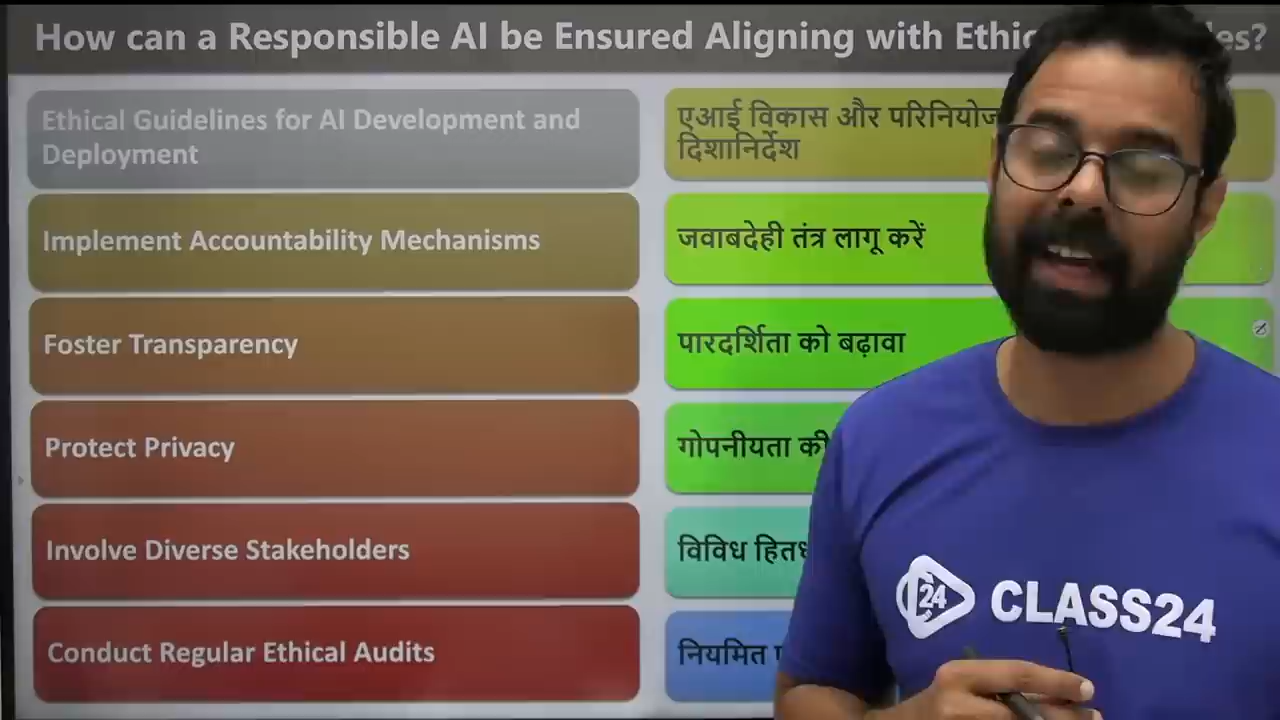 How can a Responsible AI be Ensured Aligning with
Ethical Guidelines for AI Development and
Deployment
एआई विकास और
दिशानिर्देश
Implement Accountability Mechanisms
जवाबदेही तंत्र लागू करें
Foster Transparency
पारदर्शिता को बढ़ावा
Protect Privacy
गोपनीयता की
Involve Diverse Stakeholders
विविध
Conduct Regular Ethical Audits
नियमित
24 CLASS24